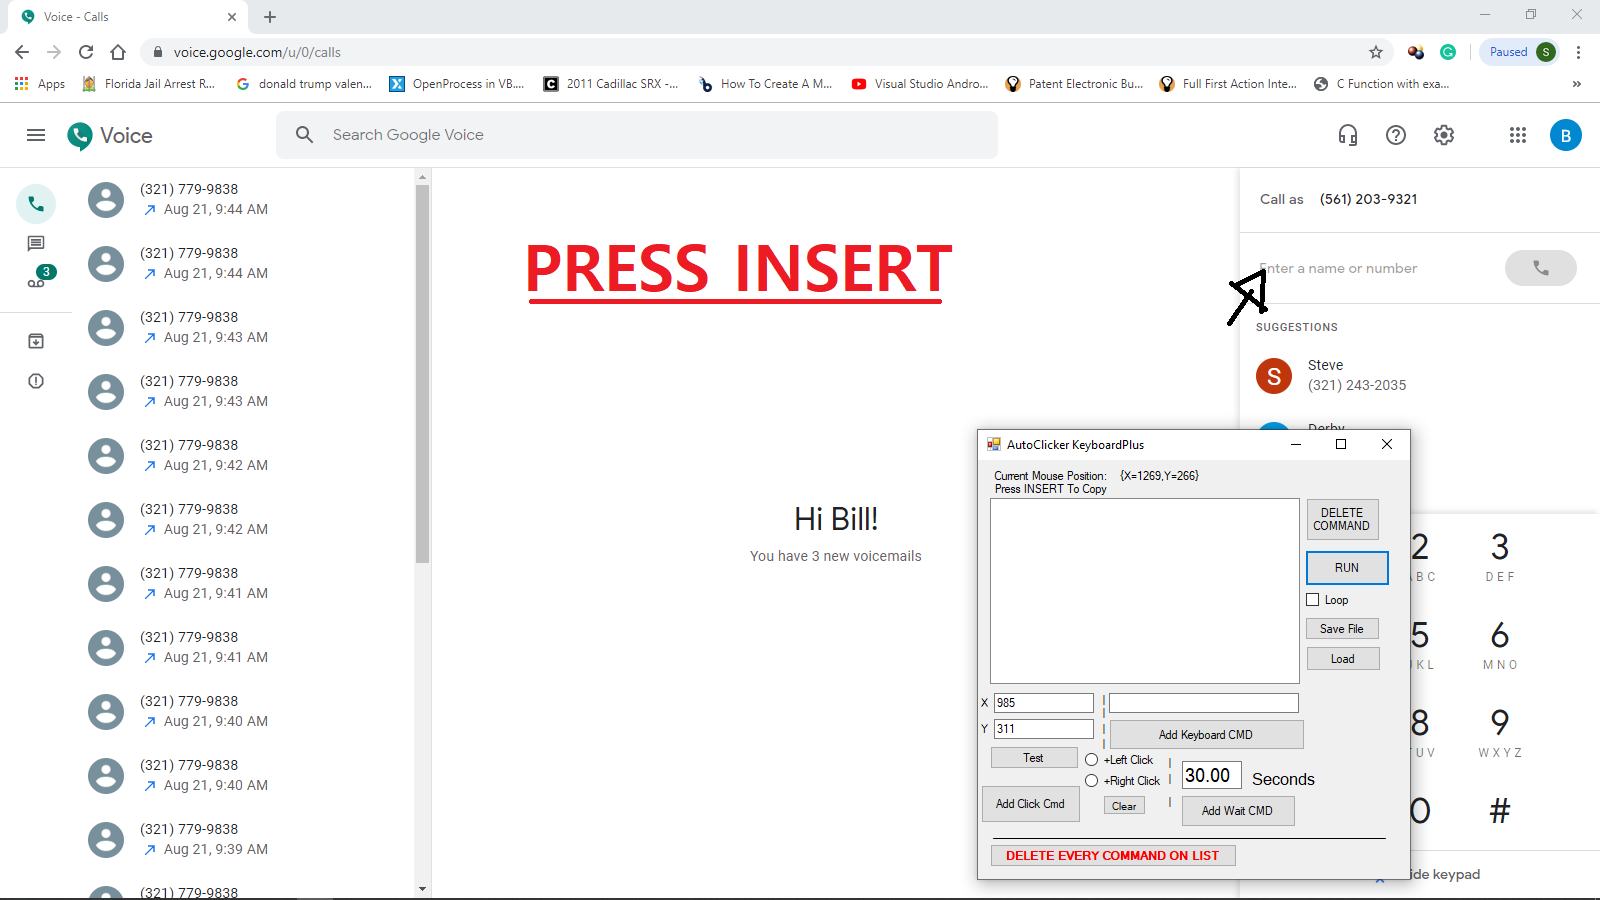 Voice - Calls
voice.google.com/u/0/calls
Paused S
Apps
Florida Jail Arrest R...
donald trump valen...
OpenProcess in VB....
2011 Cadillac SRX -...
How To Create A M...
Visual Studio Andro...
Patent Electronic Bu...
Full First Action Inte...
C Function with exa...
»
Voice
Search Google Voice
B
3
(321) 779-9838
Aug 21, 9:44 AM
(321) 779-9838
Aug 21, 9:44 AM
(321) 779-9838
Aug 21, 9:43 AM
(321) 779-9838
Aug 21, 9:43 AM
(321) 779-9838
Aug 21, 9:42 AM
(321) 779-9838
Aug 21, 9:42 AM
(321) 779-9838
Aug 21, 9:41 AM
(321) 779-9838
Aug 21, 9:41 AM
(321) 779-9838
Aug 21, 9:40 AM
(321) 779-9838
Aug 21, 9:40 AM
(321) 779-9838
Aug 21, 9:39 AM
(321) 779-9838
PRESS INSERT
Hi Bill!
You have 3 new voicemails
Call as (561) 203-9321
Enter a name or number
SUGGESTIONS
S
Steve
(321) 243-2035
Derby
AutoClicker KeyboardPlus
Current Mouse Position: {X=1269,Y=266}
Press INSERT To Copy
DELETE
COMMAND
RUN
Loop
Save File
Load
X 985
Y 311
Add Keyboard CMD
Test
+Left Click
+Right Click
Add Click Cmd
Clear
30.00 Seconds
Add Wait CMD
DELETE EVERY COMMAND ON LIST
2 3
BC DEF
5 6
KL MNO
8 9
UV WXYZ
0 #
ide keypad